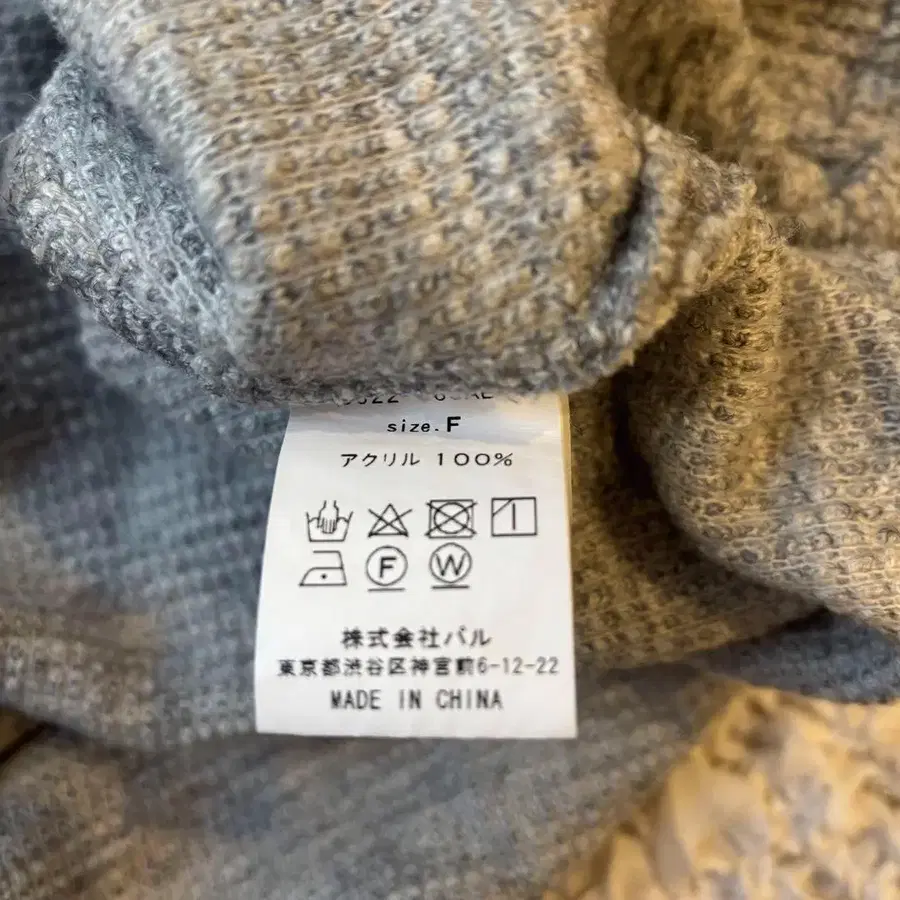 size.F
アクリル 100%
F W
株式会社パル
東京都渋谷区神宮前6-12-22
MADE IN CHINA